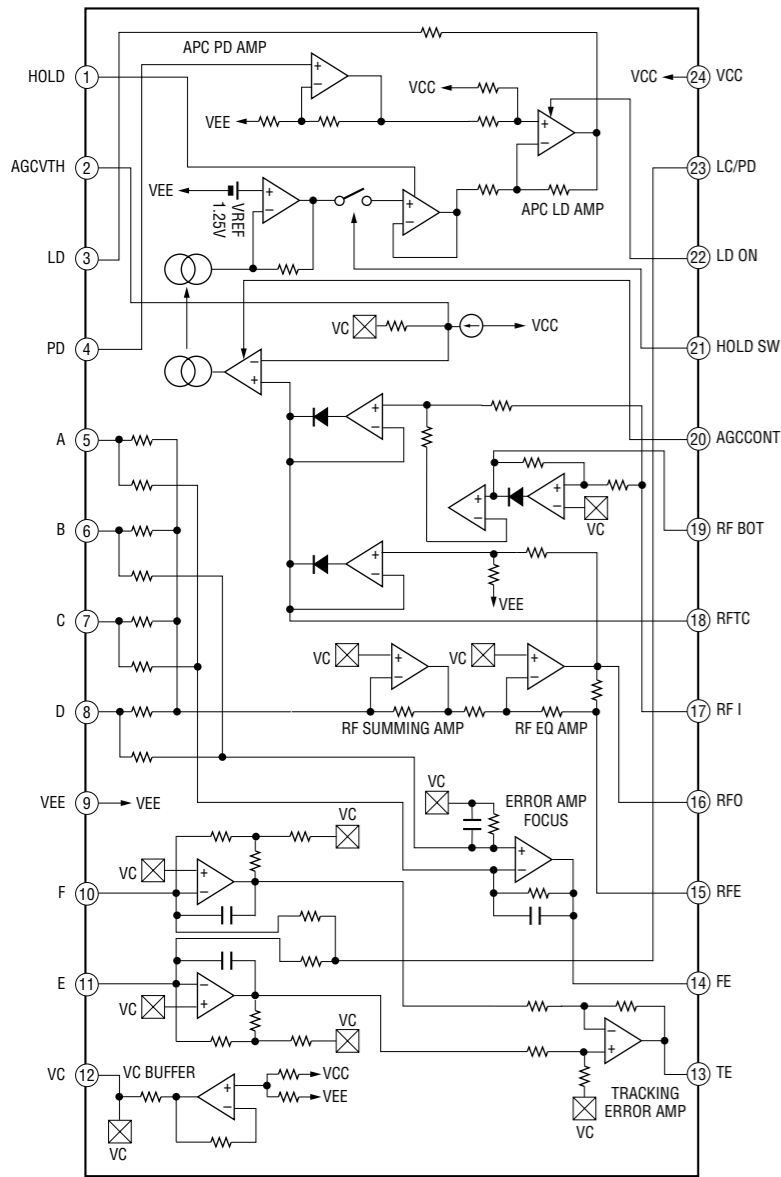 APC PD AMP
HOLD 1
VCC 24 VCC
VCC
VEE
AGCVTH 2
23 LC/PD
VEE
VREF
1.25V
APC LD AMP
LD 3
22 LD ON
VC
VCC
21 HOLD SW
PD 4
A 5
20 AGCCONT
VC
B 6
19 RF BOT
VEE
C 7
18 RFTC
VC
VC
D 8
RF SUMMING AMP
RF EQ AMP
17 RF I
VC
VEE 9 VEE
VC
ERROR AMP
FOCUS
16 RFO
VC
F 10
15 RFE
E 11
14 FE
VC
VC
VC 12
VC BUFFER
VCC
VEE
13 TE
TRACKING
ERROR AMP
VC
VC
+
−
+
−
+
−
+
−
−
+
+
−
+
−
+
−
+
−
+
−
+
−
+
−
+
−
−
+
−
+
+
−